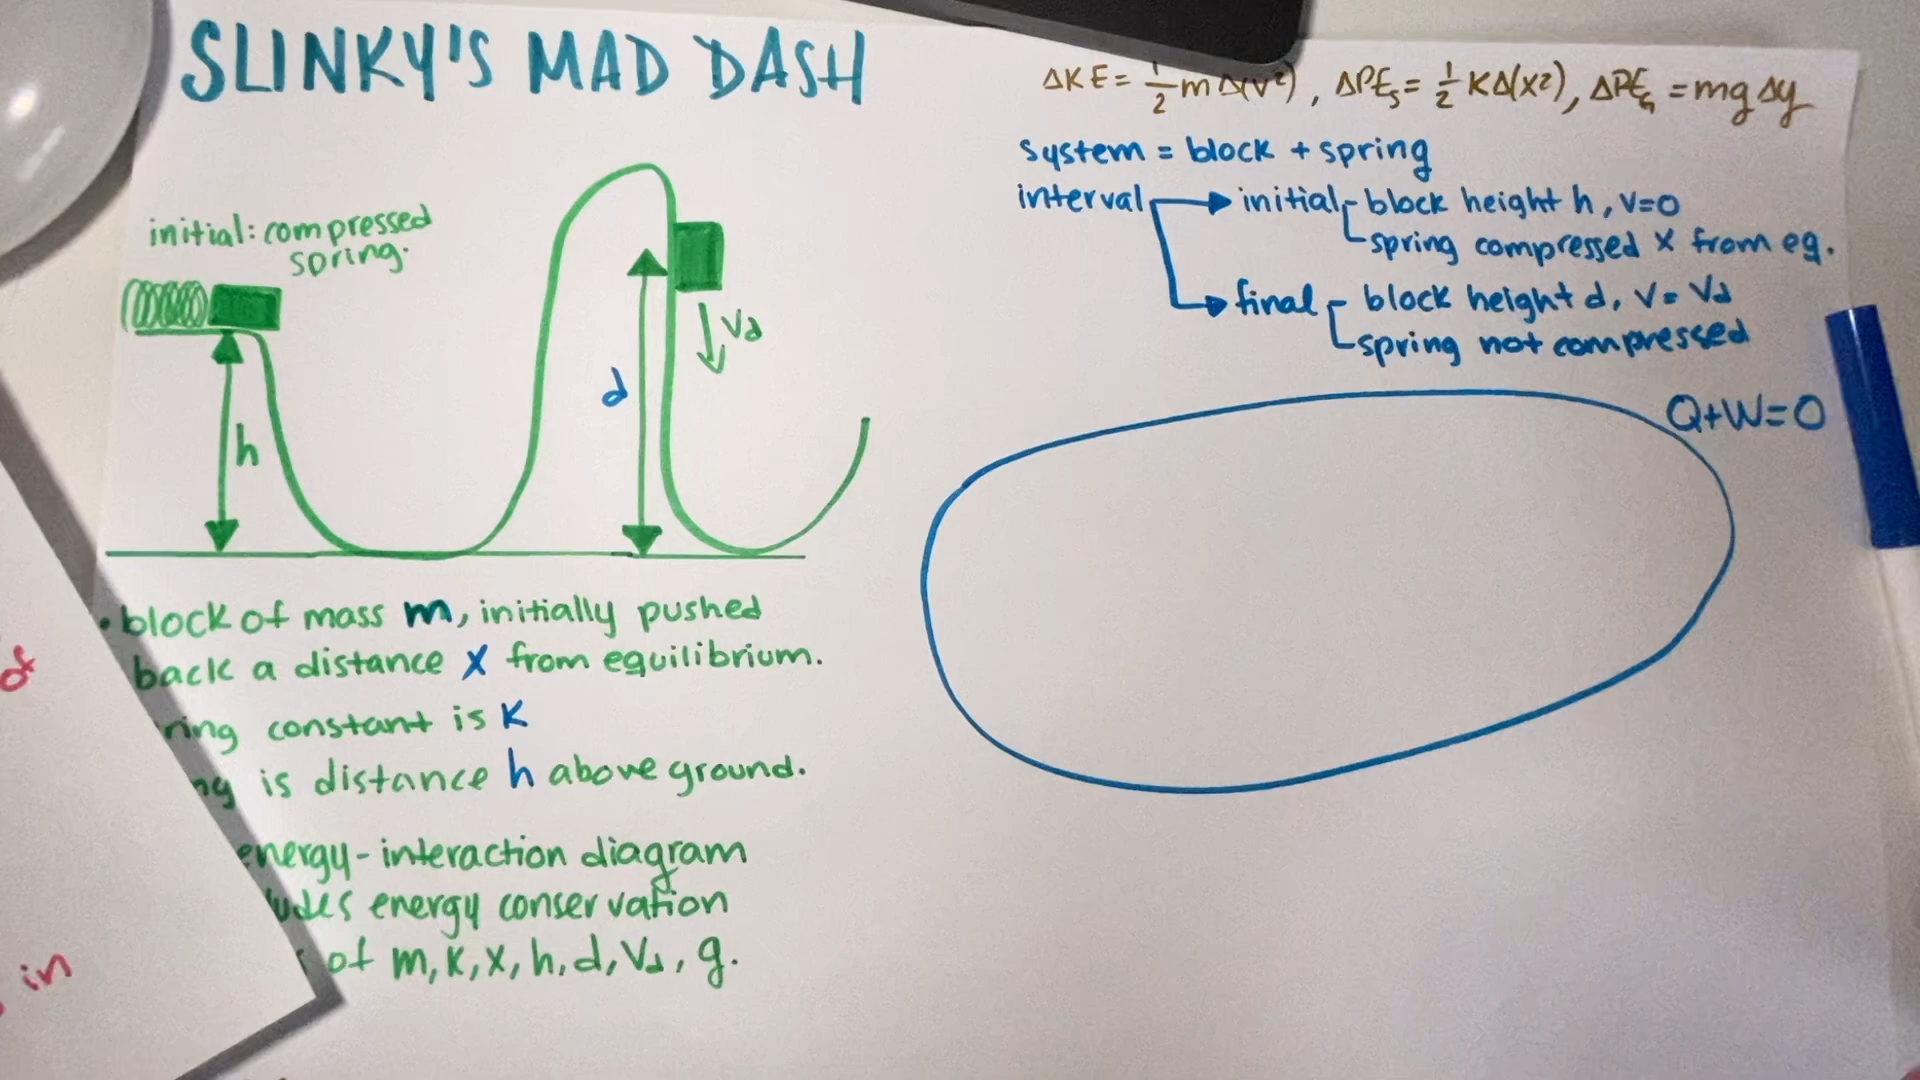 SLINKY'S MAD DASH
initial: compressed
spring.
h
d
Vd
• block of mass m, initially pushed
back a distance x from equilibrium.
constant is K
is distance h above ground.
energy-interaction diagram
energy conservation
of m, K, x, h, d, Vd, g.
ΔKE = 1/2 m Δ(v²), ΔPEs = 1/2 KΔ(x²), ΔPEg = mgΔy
system = block + spring
interval → initial - block height h, v=0
spring compressed x from eq.
→ final - block height d, v = Vd
spring not compressed
Q+W=0
in